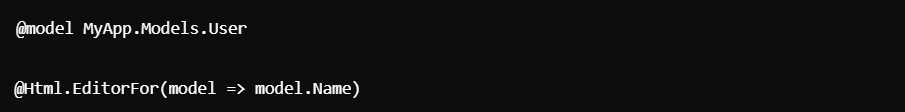 @model MyApp.Models.User
@Html.EditorFor(model => model.Name)